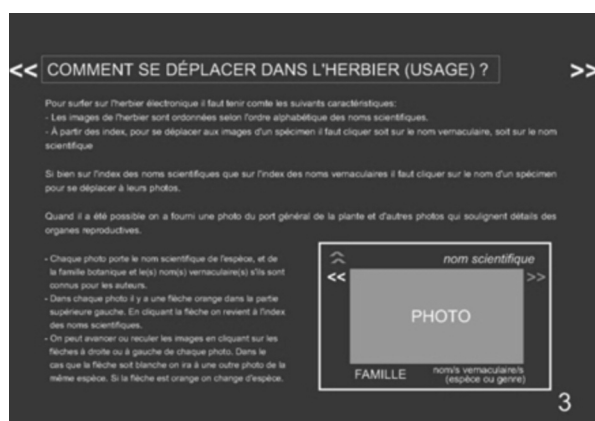 << COMMENT SE DÉPLACER DANS L'HERBIER (USAGE) ? >>
Pour surfer sur l'herbier électronique il faut tenir comte les suivants caractéristiques:
- Les images de l'herbier sont ordonnées selon l'ordre alphabétique des noms scientifiques.
- À partir des index, pour se déplacer aux images d'un spécimen il faut cliquer soit sur le nom vernaculaire, soit sur le nom
scientifique
Si bien sur l'index des noms scientifiques que sur l'index des noms vernaculaires il faut cliquer sur le nom d'un spécimen
pour se déplacer à leurs photos.
Quand il a été possible on a fourni une photo du port général de la plante et d'autres photos qui soulignent détails des
organes reproductives.
- Chaque photo porte le nom scientifique de l'espèce, et de
la famille botanique et le(s) nom(s) vernaculaire(s) s'ils sont
connus pour les auteurs.
- Dans chaque photo il y a une flèche orange dans la partie
supérieure gauche. En cliquant la flèche on revient à l'index
des noms scientifiques.
- On peut avancer ou reculer les images en cliquant sur les
flèches à droite ou à gauche de chaque photo. Dans le
cas que la flèche soit blanche on ira à une outre photo de la
même espèce. Si la flèche est orange on change d'espèce.
nom scientifique
<< >>
PHOTO
FAMILLE
nom/s vernaculaire/s
(espèce ou genre)
3